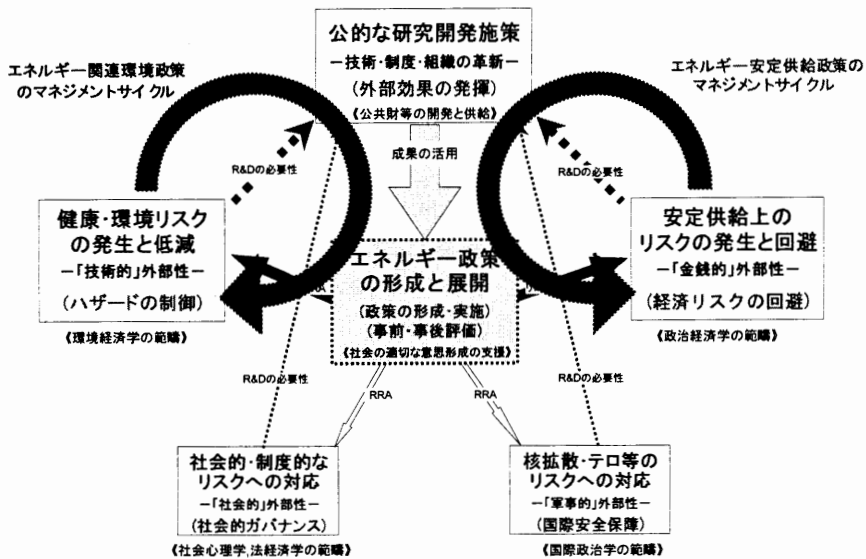 公的な研究開発施策
ー技術・制度・組織の革新ー
(外部効果の発揮)
《公共財等の開発と供給》
エネルギー関連環境政策
のマネジメントサイクル
エネルギー安定供給政策の
マネジメントサイクル
成果の活用
R&Dの必要性
R&Dの必要性
健康・環境リスク
の発生と低減
ー「技術的」外部性ー
(ハザードの制御)
《環境経済学の範疇》
エネルギー政策
の形成と展開
(政策の形成・実施)
(事前・事後評価)
《社会の適切な意思形成の支援》
安定供給上の
リスクの発生と回避
ー「金銭的」外部性ー
(経済リスクの回避)
《政治経済学の範疇》
R&Dの必要性
R&Dの必要性
RRA
RRA
社会的・制度的な
リスクへの対応
ー「社会的」外部性ー
(社会的ガバナンス)
《社会心理学,法経済学の範疇》
核拡散・テロ等の
リスクへの対応
ー「軍事的」外部性ー
(国際安全保障)
《国際政治学の範疇》